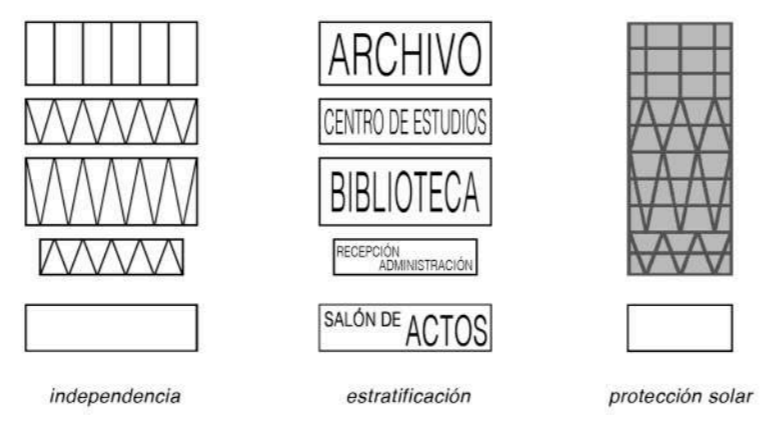 ARCHIVO
CENTRO DE ESTUDIOS
BIBLIOTECA
RECEPCIÓN
ADMINISTRACIÓN
SALÓN DE ACTOS
independencia
estratificación
protección solar